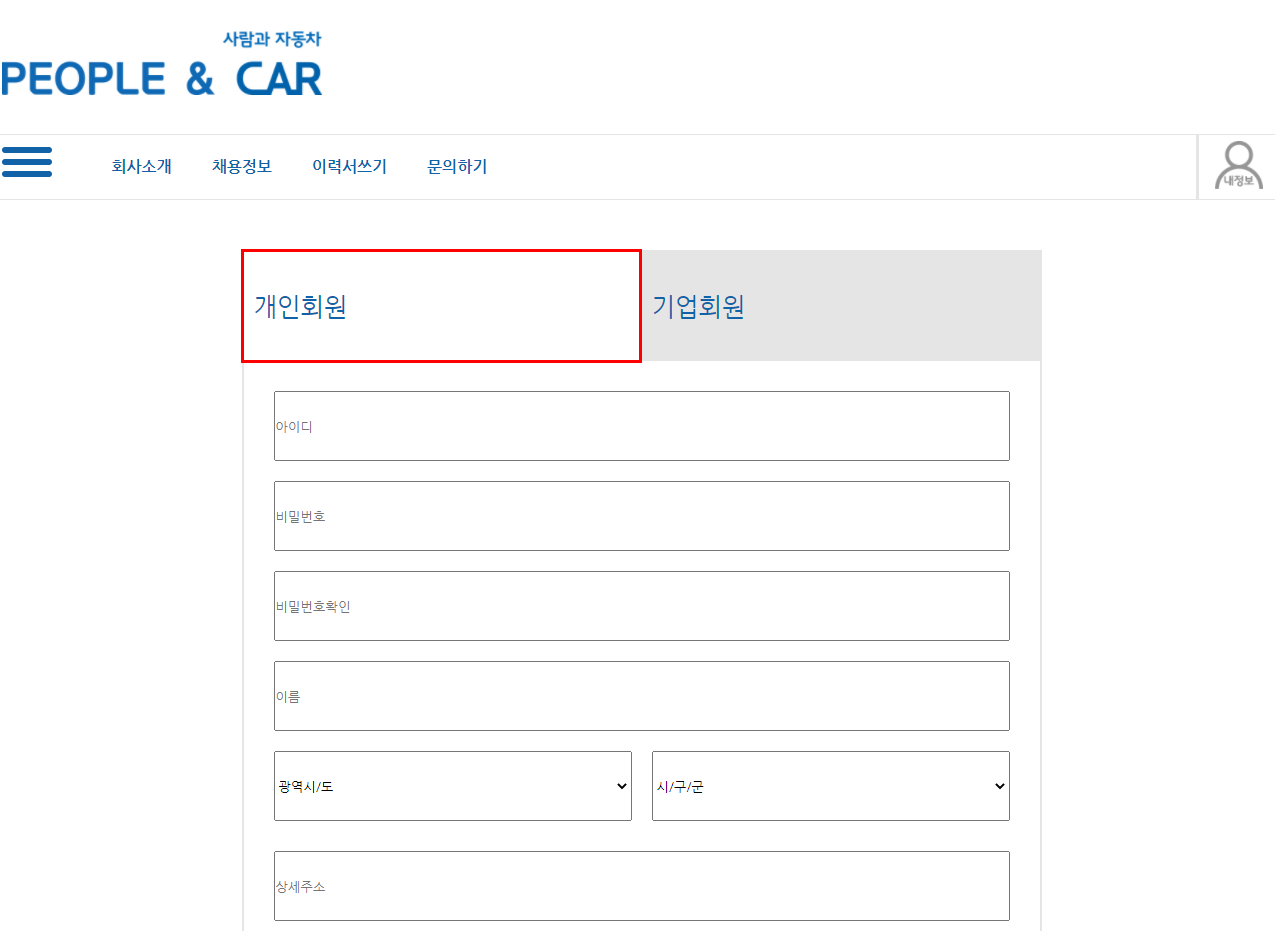 사람과 자동차
PEOPLE & CAR
회사소개 채용정보 이력서쓰기 문의하기
내정보
개인회원 기업회원
아이디
비밀번호
비밀번호확인
이름
광역시/도 시/구/군
상세주소